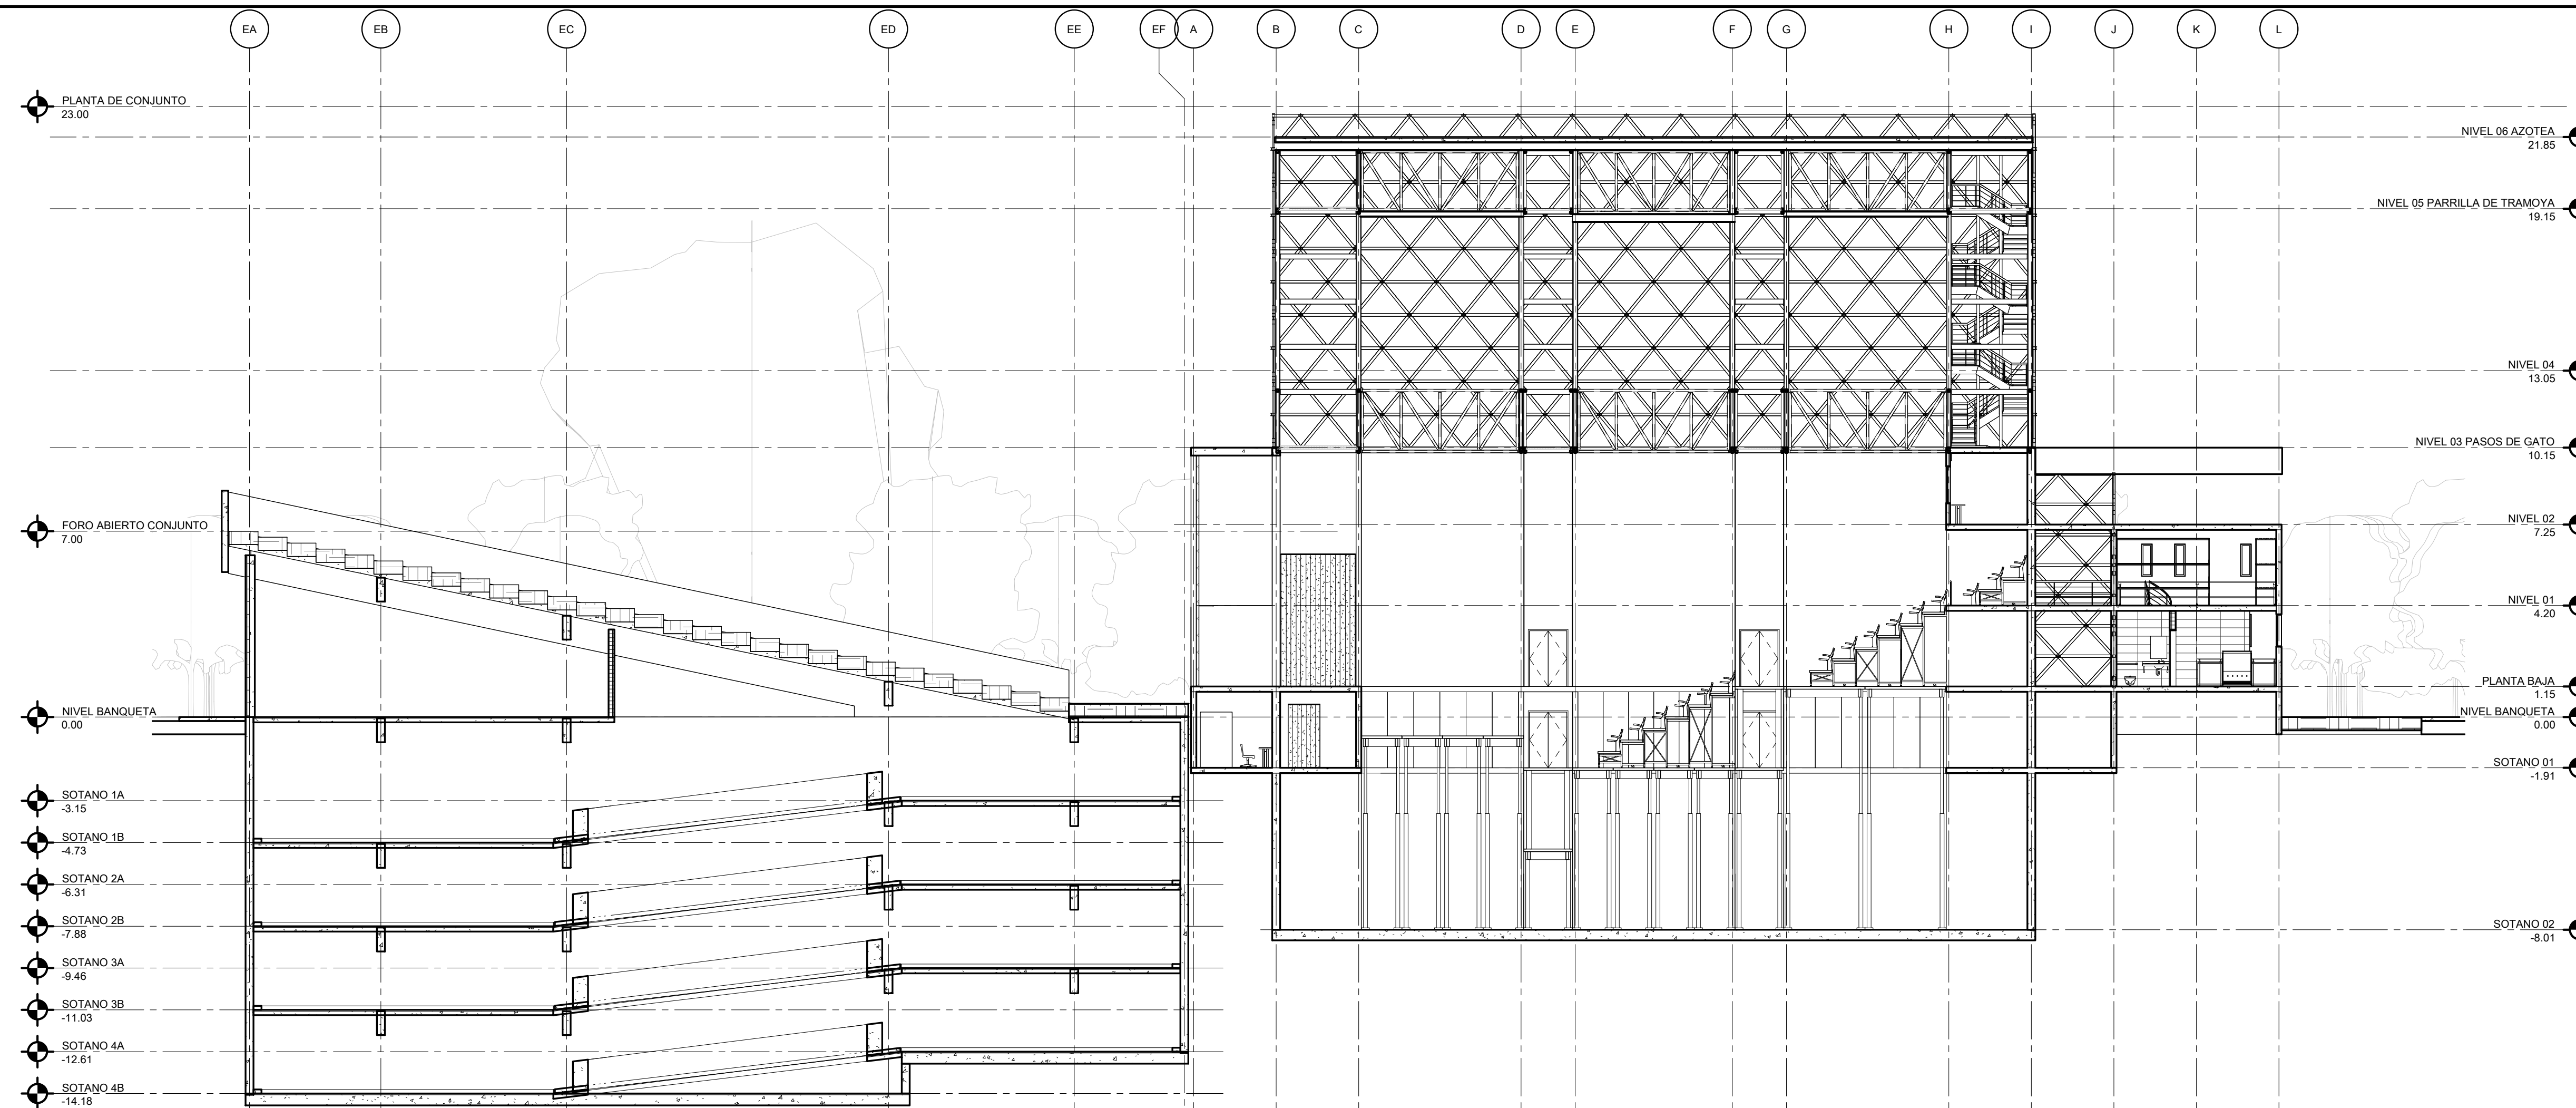 EA
EB
EC
ED
EE
EF
A
B
C
D
E
F
G
H
I
J
K
L
PLANTA DE CONJUNTO
23.00
NIVEL 06 AZOTEA
21.85
NIVEL 05 PARRILLA DE TRAMOYA
19.15
NIVEL 04
13.05
NIVEL 03 PASOS DE GATO
10.15
FORO ABIERTO CONJUNTO
7.00
NIVEL 02
7.25
NIVEL 01
4.20
PLANTA BAJA
1.15
NIVEL BANQUETA
0.00
NIVEL BANQUETA
0.00
SOTANO 01
-1.91
SOTANO 1A
-3.15
SOTANO 1B
-4.73
SOTANO 2A
-6.31
SOTANO 2B
-7.88
SOTANO 02
-8.01
SOTANO 3A
-9.46
SOTANO 3B
-11.03
SOTANO 4A
-12.61
SOTANO 4B
-14.18